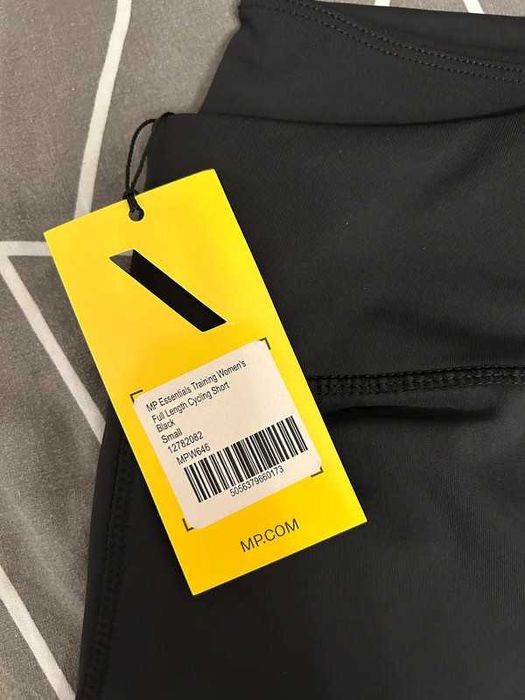 MP Essentials Training Women's
Full Length Cycling Short
Black
Small
12782082
MPW646
5056379660173
MP.COM